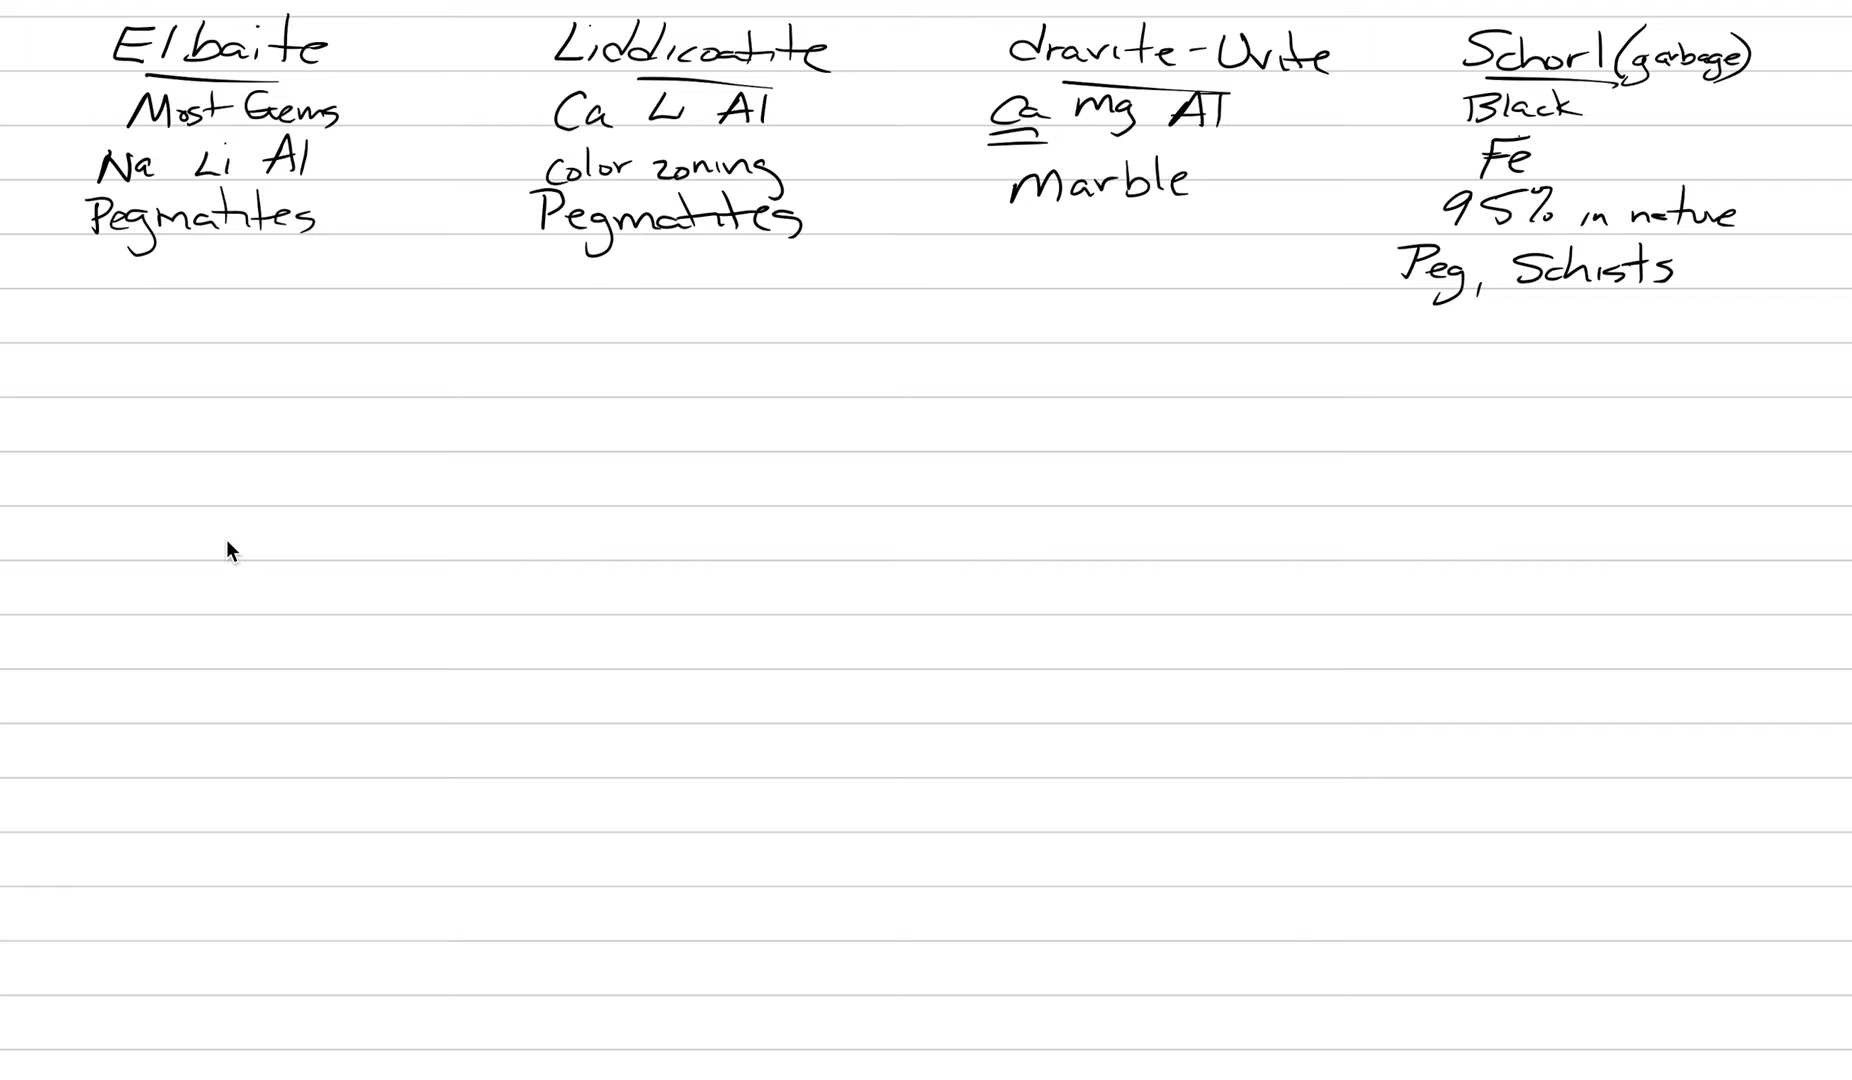 Elbaite
Most Gems
Na Li Al
Pegmatites
Liddicoatite
Ca Li Al
color zoning
Pegmatites
dravite-Uvite
Ca Mg Al
Marble
Schorl (garbage)
Black
Fe
95% in nature
Peg, Schists